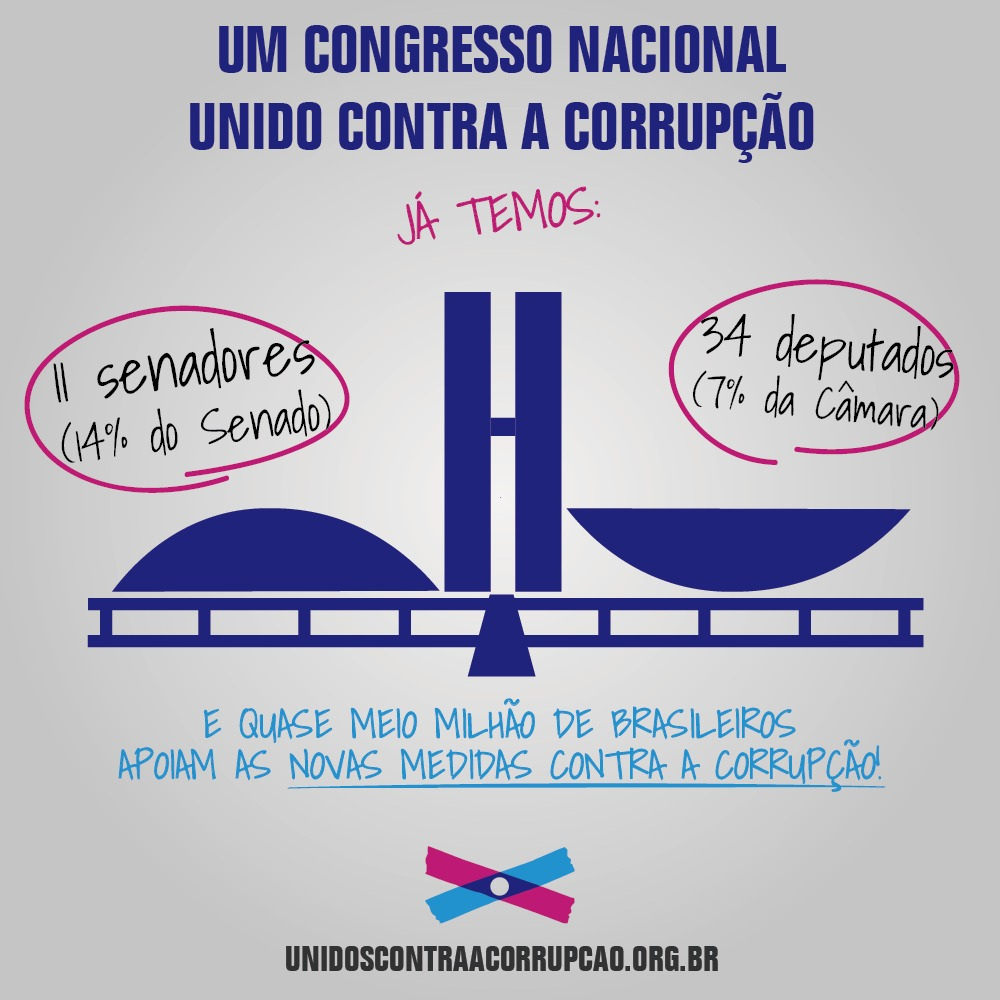 UM CONGRESSO NACIONAL
UNIDO CONTRA A CORRUPÇÃO
JÁ TEMOS:
11 senadores
(14% do Senado)
34 deputados
(7% da Câmara)
E QUASE MEIO MILHÃO DE BRASILEIROS
APOIAM AS NOVAS MEDIDAS CONTRA A CORRUPÇÃO!
UNIDOSCONTRAACORRUPCAO.ORG.BR